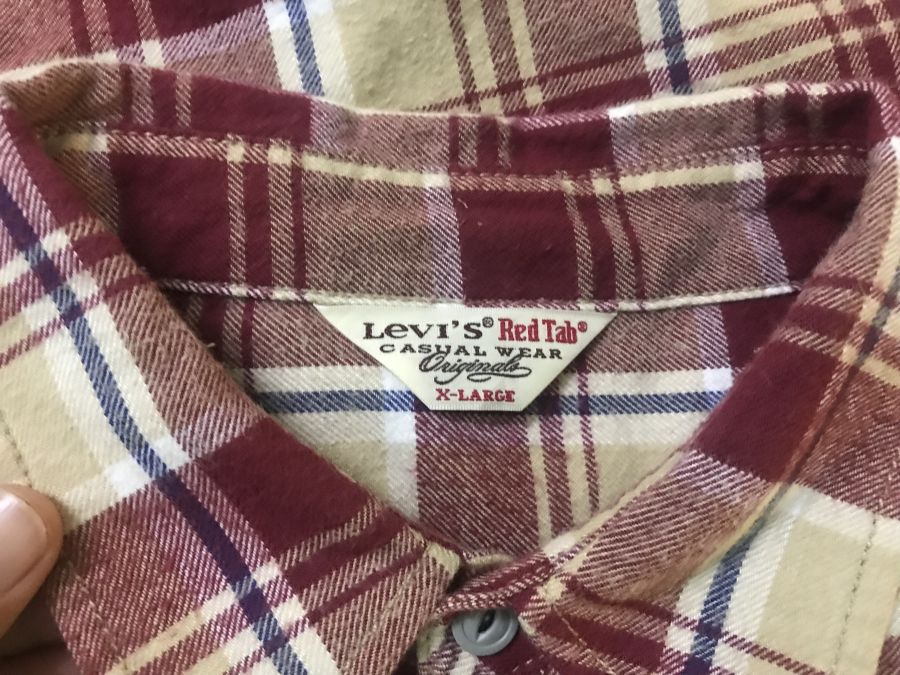 LEVI'S® Red Tab®
CASUAL WEAR
Originals
X-LARGE